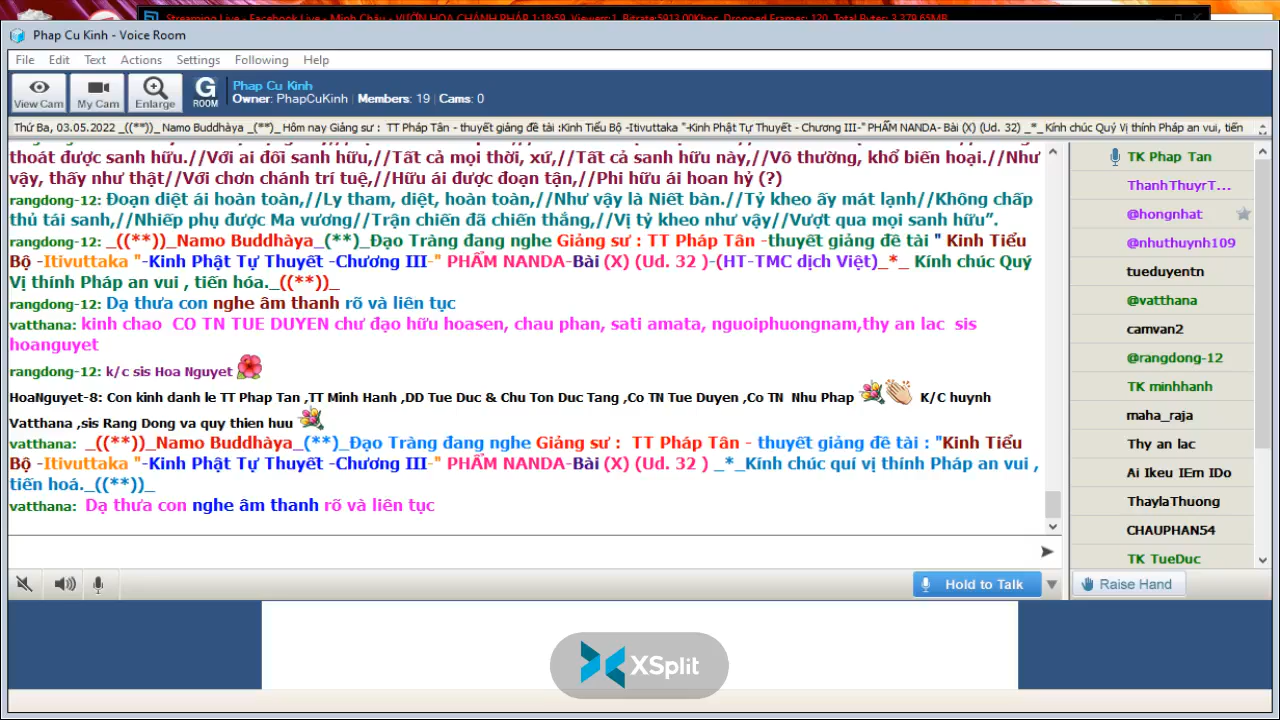 Streaming Live - Facebook Live - Minh Châu - VƯỜN HOA CHÁNH PHÁP 1:18:59, Viewers:1, Bitrate:5913.00Kbps, Dropped Frames: 120, Total Bytes: 3,379.65MB
Phap Cu Kinh - Voice Room
File Edit Text Actions Settings Following Help
View Cam My Cam Enlarge G ROOM
Phap Cu Kinh
Owner: PhapCuKinh | Members: 19 | Cams: 0
Thứ Ba, 03.05.2022 _((**))_ Namo Buddhàya _(**)_ Hôm nay Giảng sư : TT Pháp Tân - thuyết giảng đề tài :Kinh Tiểu Bộ -Itivuttaka "-Kinh Phật Tự Thuyết - Chương III-" PHẨM NANDA- Bài (X) (Ud. 32) _*_ Kính chúc Quý Vị thính Pháp an vui, tiến
thoát được sanh hữu.//Với ai đối sanh hữu,//Tất cả mọi thời, xứ,//Tất cả sanh hữu này,//Vô thường, khổ biến hoại.//Như
vậy, thấy như thật//Với chơn chánh trí tuệ,//Hữu ái được đoạn tận,//Phi hữu ái hoan hỷ (?)
rangdong-12: Đoạn diệt ái hoàn toàn,//Ly tham, diệt, hoàn toàn,//Như vậy là Niết bàn.//Tỷ kheo ấy mát lạnh//Không chấp
thủ tái sanh,//Nhiếp phụ được Ma vương//Trận chiến đã chiến thắng,//Vị tỷ kheo như vậy//Vượt qua mọi sanh hữu”.
rangdong-12: _((**))_Namo Buddhàya_(**)_Đạo Tràng đang nghe Giảng sư : TT Pháp Tân -thuyết giảng đề tài " Kinh Tiểu
Bộ -Itivuttaka "-Kinh Phật Tự Thuyết -Chương III-" PHẨM NANDA-Bài (X) (Ud. 32 )-(HT-TMC dịch Việt)_*_ Kính chúc Quý
Vị thính Pháp an vui , tiến hóa._((**))_
rangdong-12: Dạ thưa con nghe âm thanh rõ và liên tục
vatthana: kinh chao CO TN TUE DUYEN chư đạo hữu hoasen, chau phan, sati amata, nguoiphuongnam,thy an lac sis
hoanguyet
rangdong-12: k/c sis Hoa Nguyet
HoaNguyet-8: Con kinh danh le TT Phap Tan ,TT Minh Hanh ,DD Tue Duc & Chu Ton Duc Tang ,Co TN Tue Duyen ,Co TN Nhu Phap K/C huynh
Vatthana ,sis Rang Dong va quy thien huu
vatthana: _((**))_Namo Buddhàya_(**)_Đạo Tràng đang nghe Giảng sư : TT Pháp Tân - thuyết giảng đề tài : "Kinh Tiểu
Bộ -Itivuttaka "-Kinh Phật Tự Thuyết -Chương III-" PHẨM NANDA-Bài (X) (Ud. 32 ) _*_Kính chúc quí vị thính Pháp an vui ,
tiến hoá._((**))_
vatthana: Dạ thưa con nghe âm thanh rõ và liên tục
TK Phap Tan
ThanhThuyrT...
@hongnhat
@nhuthuynh109
tueduyentn
@vatthana
camvan2
@rangdong-12
TK minhhanh
maha_raja
Thy an lac
Ai Ikeu IEm IDo
ThaylaThuong
CHAUPHAN54
TK TueDuc
Hold to Talk
Raise Hand
XSplit